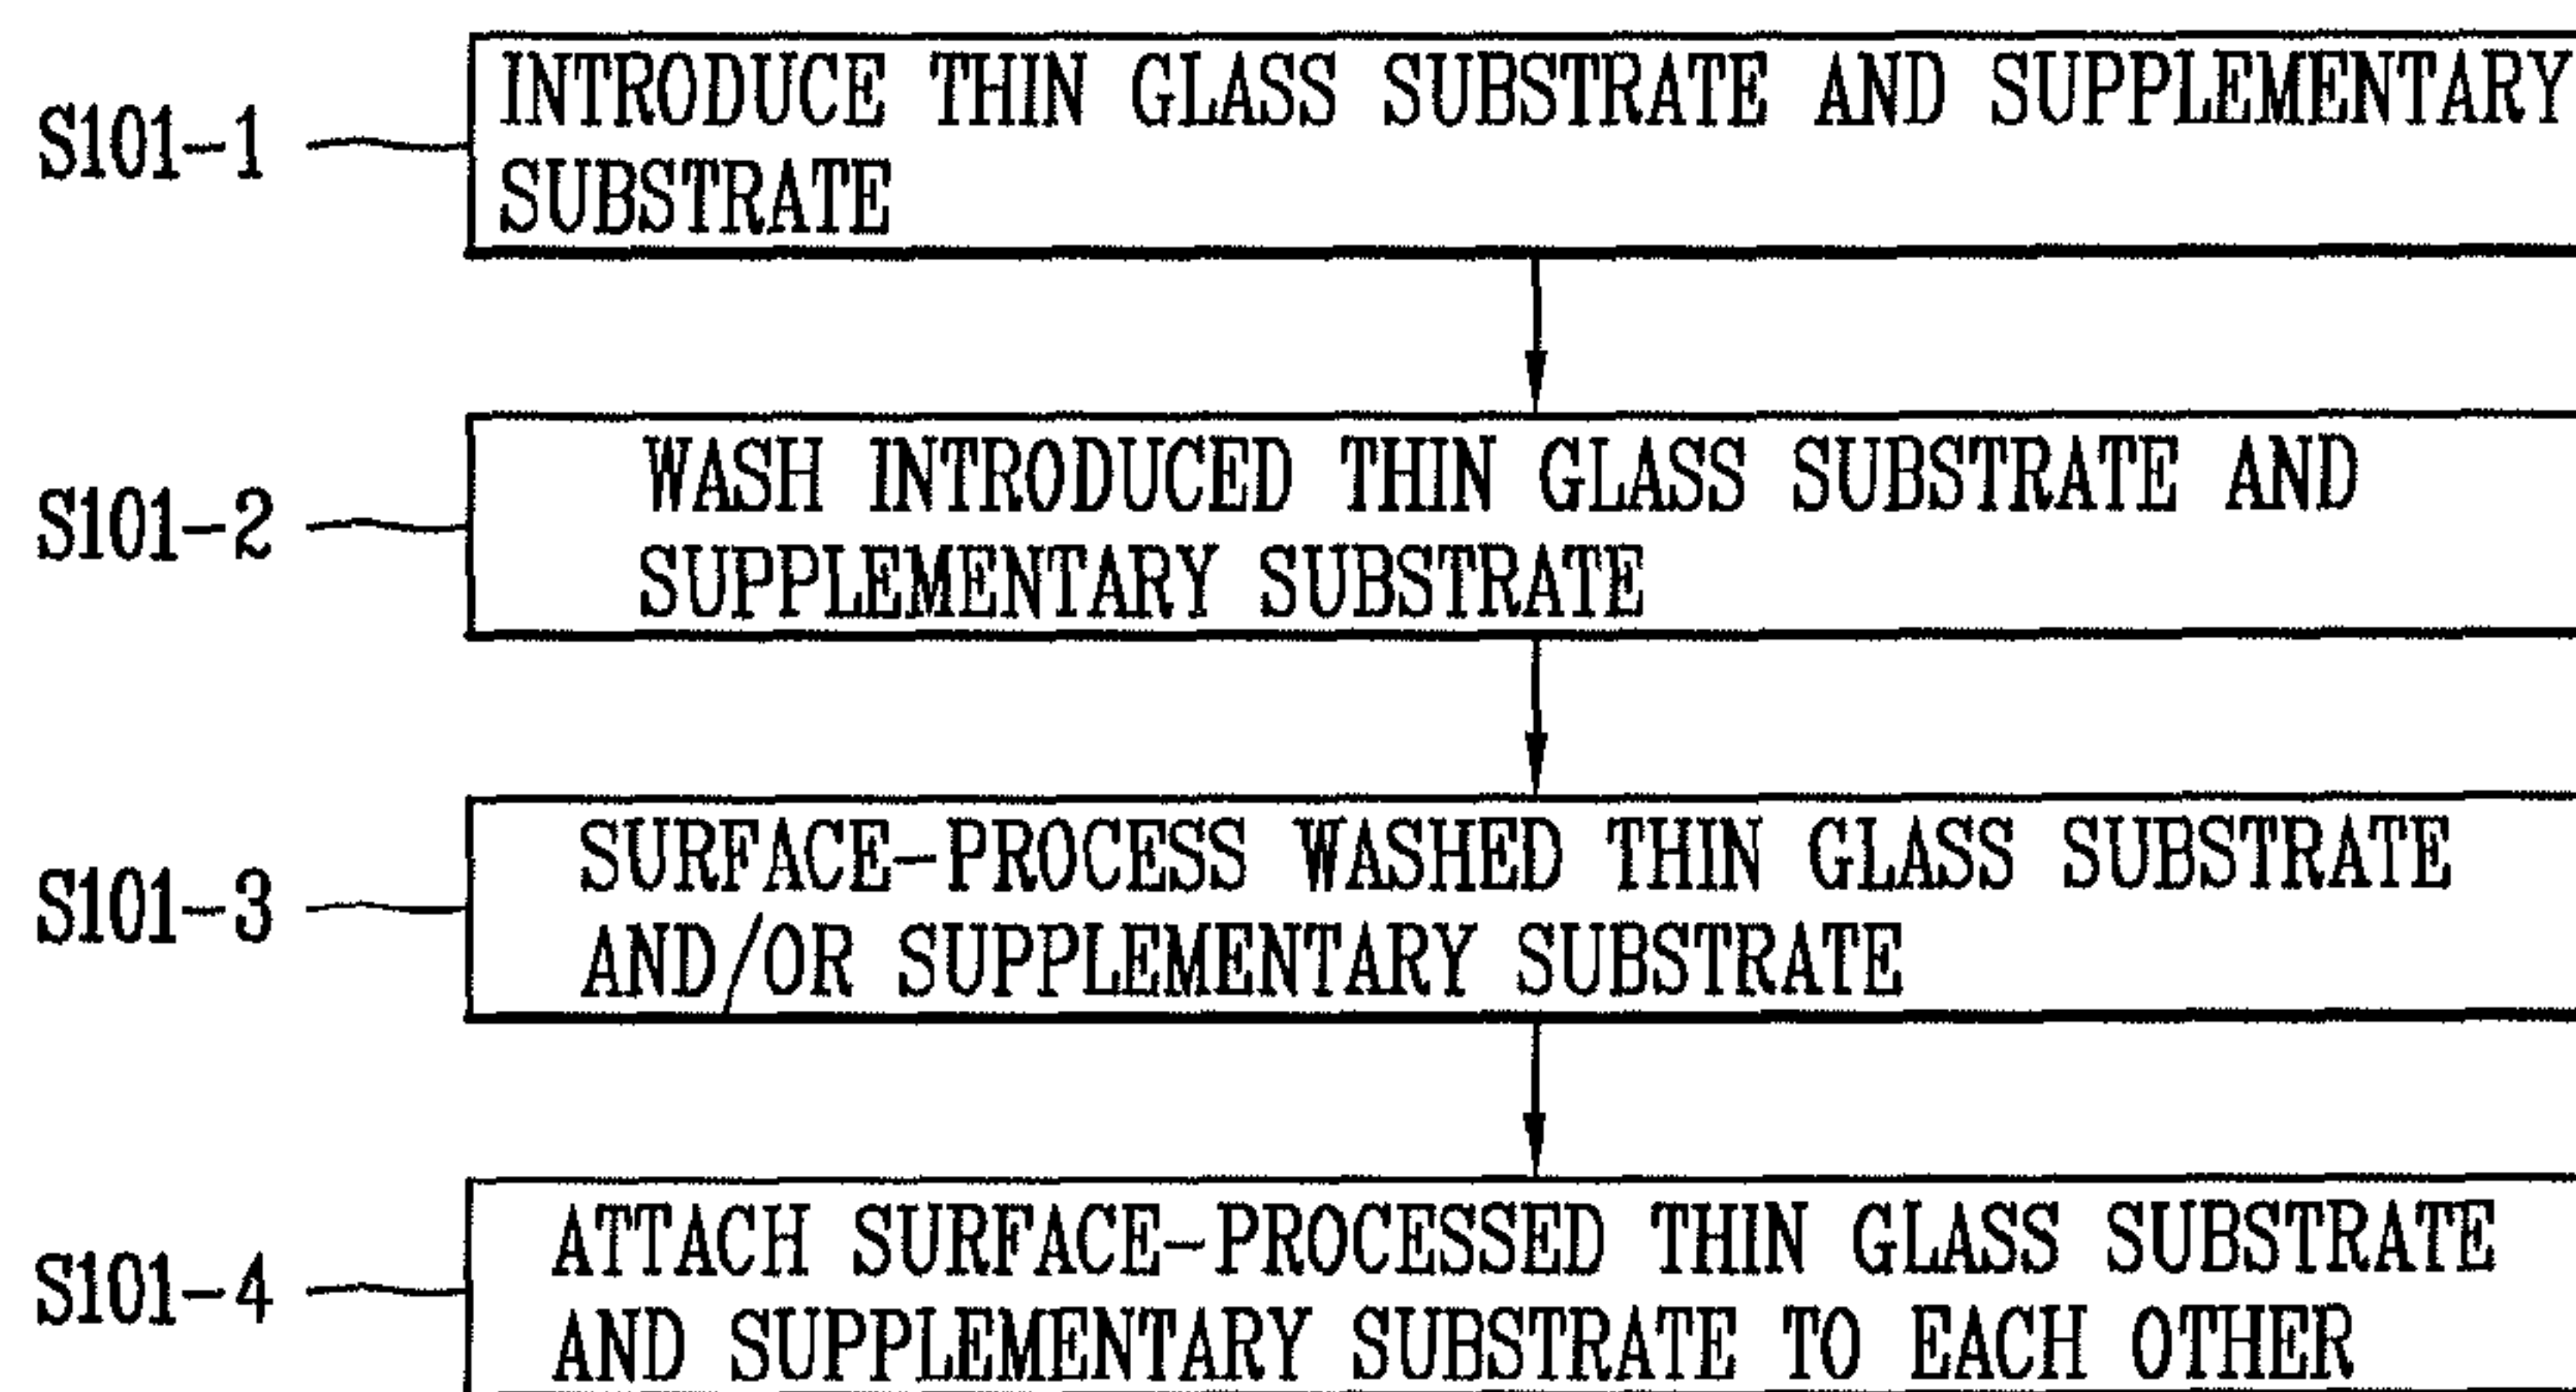 S101-1
INTRODUCE THIN GLASS SUBSTRATE AND SUPPLEMENTARY
SUBSTRATE
S101-2
WASH INTRODUCED THIN GLASS SUBSTRATE AND
SUPPLEMENTARY SUBSTRATE
S101-3
SURFACE-PROCESS WASHED THIN GLASS SUBSTRATE
AND/OR SUPPLEMENTARY SUBSTRATE
S101-4
ATTACH SURFACE-PROCESSED THIN GLASS SUBSTRATE
AND SUPPLEMENTARY SUBSTRATE TO EACH OTHER